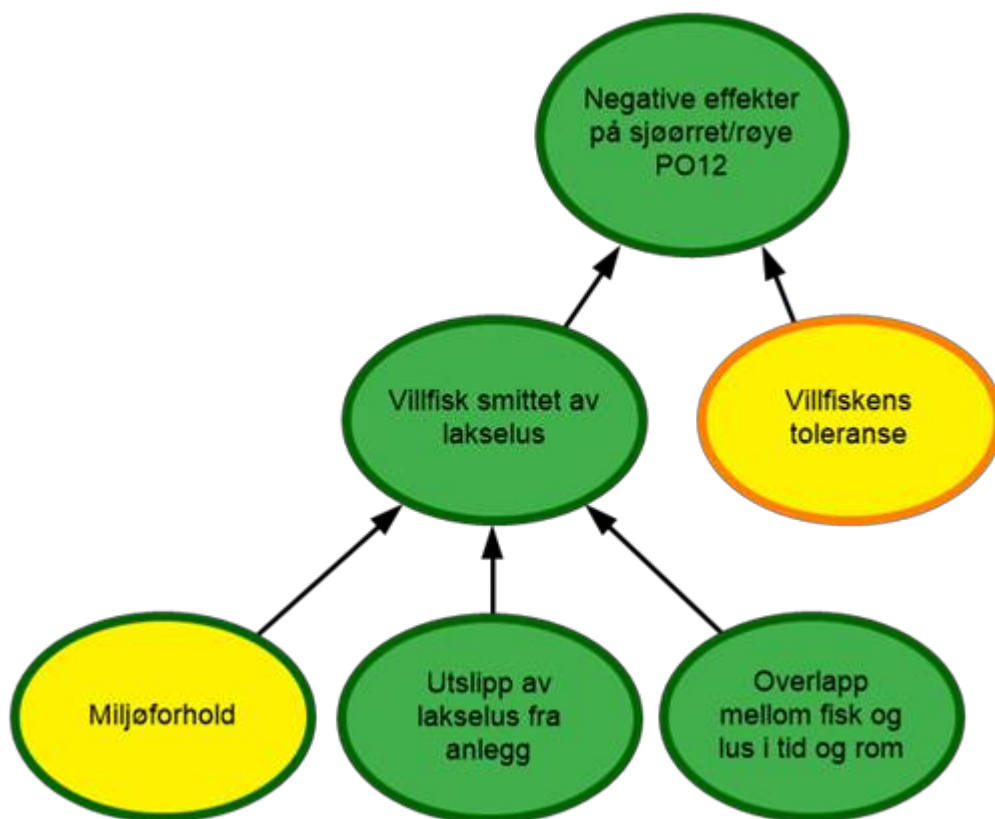 Negative effekter
på sjøørret/røye
PO12
Villfisk smittet av
lakselus
Villfiskens
toleranse
Miljøforhold
Utslipp av
lakselus fra
anlegg
Overlapp
mellom fisk og
lus i tid og rom